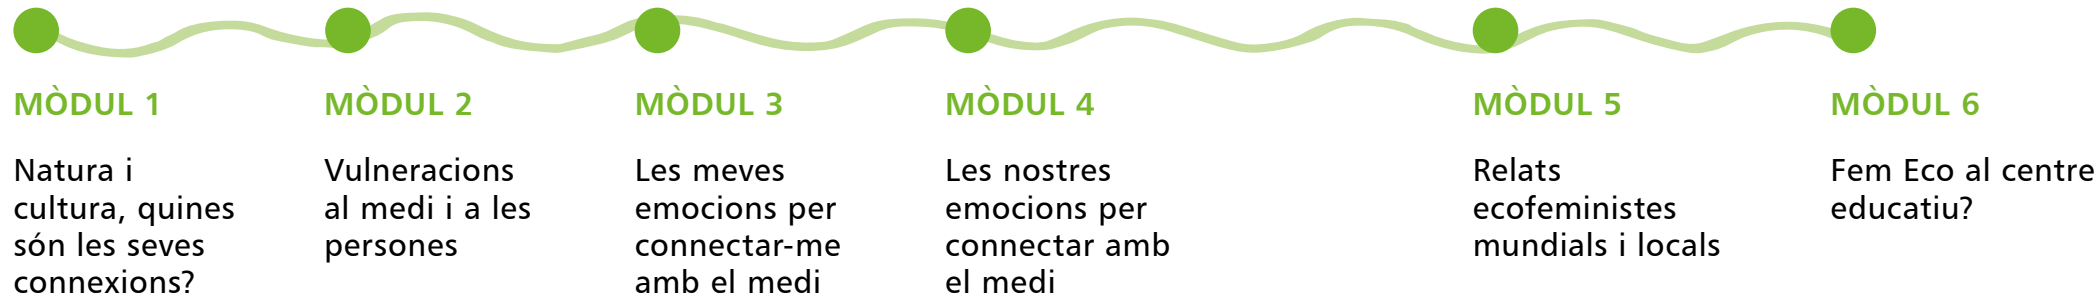 MÒDUL 1
Natura i
cultura, quines
són les seves
connexions?
MÒDUL 2
Vulneracions
al medi i a les
persones
MÒDUL 3
Les meves
emocions per
connectar-me
amb el medi
MÒDUL 4
Les nostres
emocions per
connectar amb
el medi
MÒDUL 5
Relats
ecofeministes
mundials i locals
MÒDUL 6
Fem Eco al centre
educatiu?